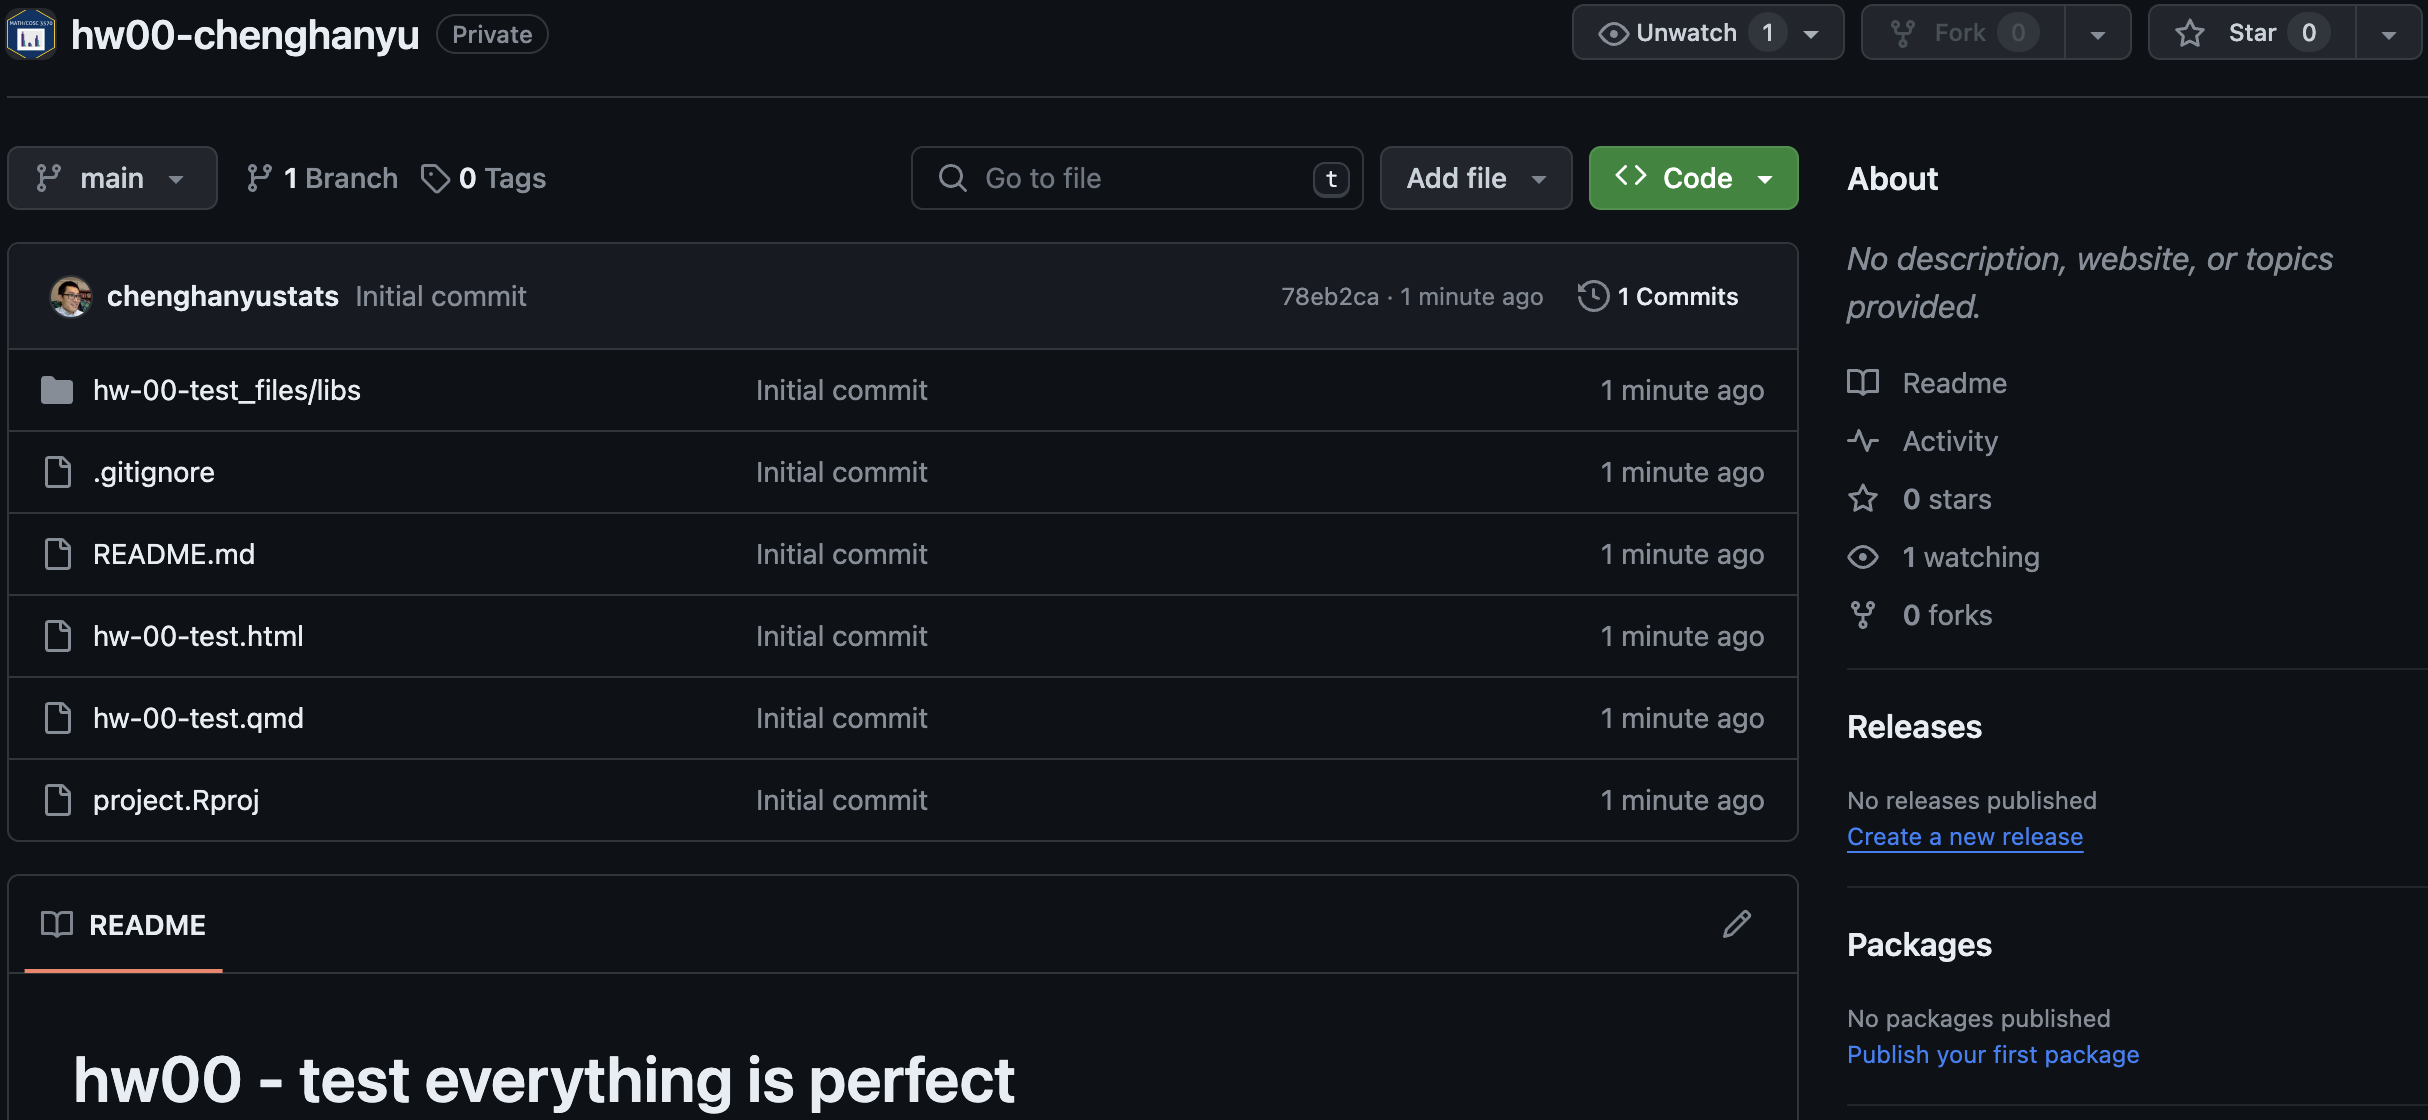 MATH/COSC 3570
hw00-chenghanyu Private Unwatch 1 Fork 0 Star 0
main 1 Branch 0 Tags Go to file t Add file Code
chenghanyustats Initial commit 78eb2ca · 1 minute ago 1 Commits
hw-00-test_files/libs Initial commit 1 minute ago
.gitignore Initial commit 1 minute ago
README.md Initial commit 1 minute ago
hw-00-test.html Initial commit 1 minute ago
hw-00-test.qmd Initial commit 1 minute ago
project.Rproj Initial commit 1 minute ago
README
hw00 - test everything is perfect
About
No description, website, or topics
provided.
Readme
Activity
0 stars
1 watching
0 forks
Releases
No releases published
Create a new release
Packages
No packages published
Publish your first package